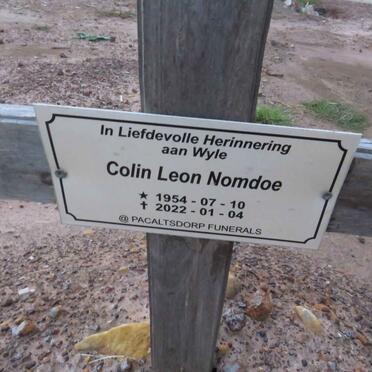 In Liefdevolle Herinnering
aan Wyle
Colin Leon Nomdoe
★ 1954 - 07 - 10
✝ 2022 - 01 - 04
@ PACALTSDORP FUNERALS